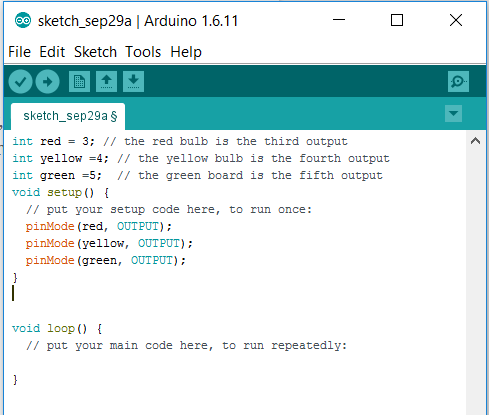 sketch_sep29a | Arduino 1.6.11
File Edit Sketch Tools Help
sketch_sep29a §
int red = 3; // the red bulb is the third output
int yellow =4; // the yellow bulb is the fourth output
int green =5;  // the green board is the fifth output
void setup() {
  // put your setup code here, to run once:
  pinMode(red, OUTPUT);
  pinMode(yellow, OUTPUT);
  pinMode(green, OUTPUT);
}
void loop() {
  // put your main code here, to run repeatedly:
}